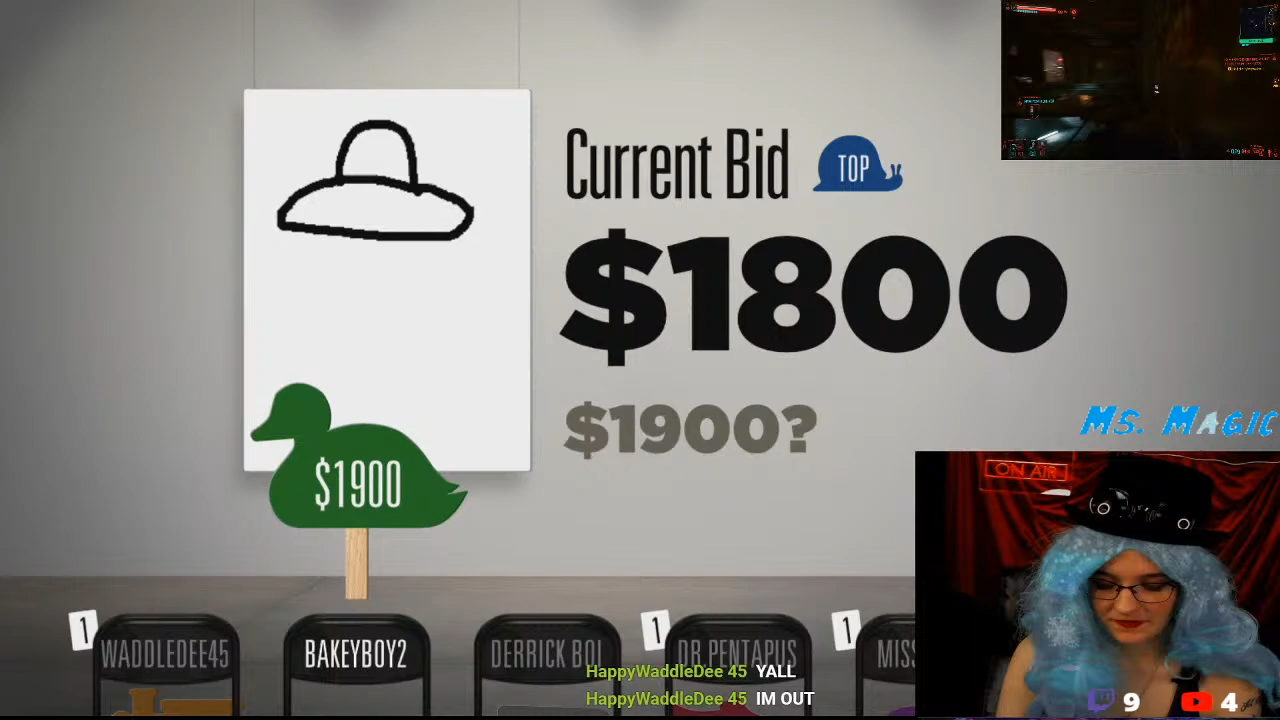 Current Bid
TOP
$1800
$1900?
$1900
Ms. Magic
ON AIR
1
WADDLEDEE45
BAKEYBOY2
DERRICK BOI
1
DR PENTAPUS
1
MISS
HappyWaddleDee 45 YALL
HappyWaddleDee 45 IM OUT
9
4